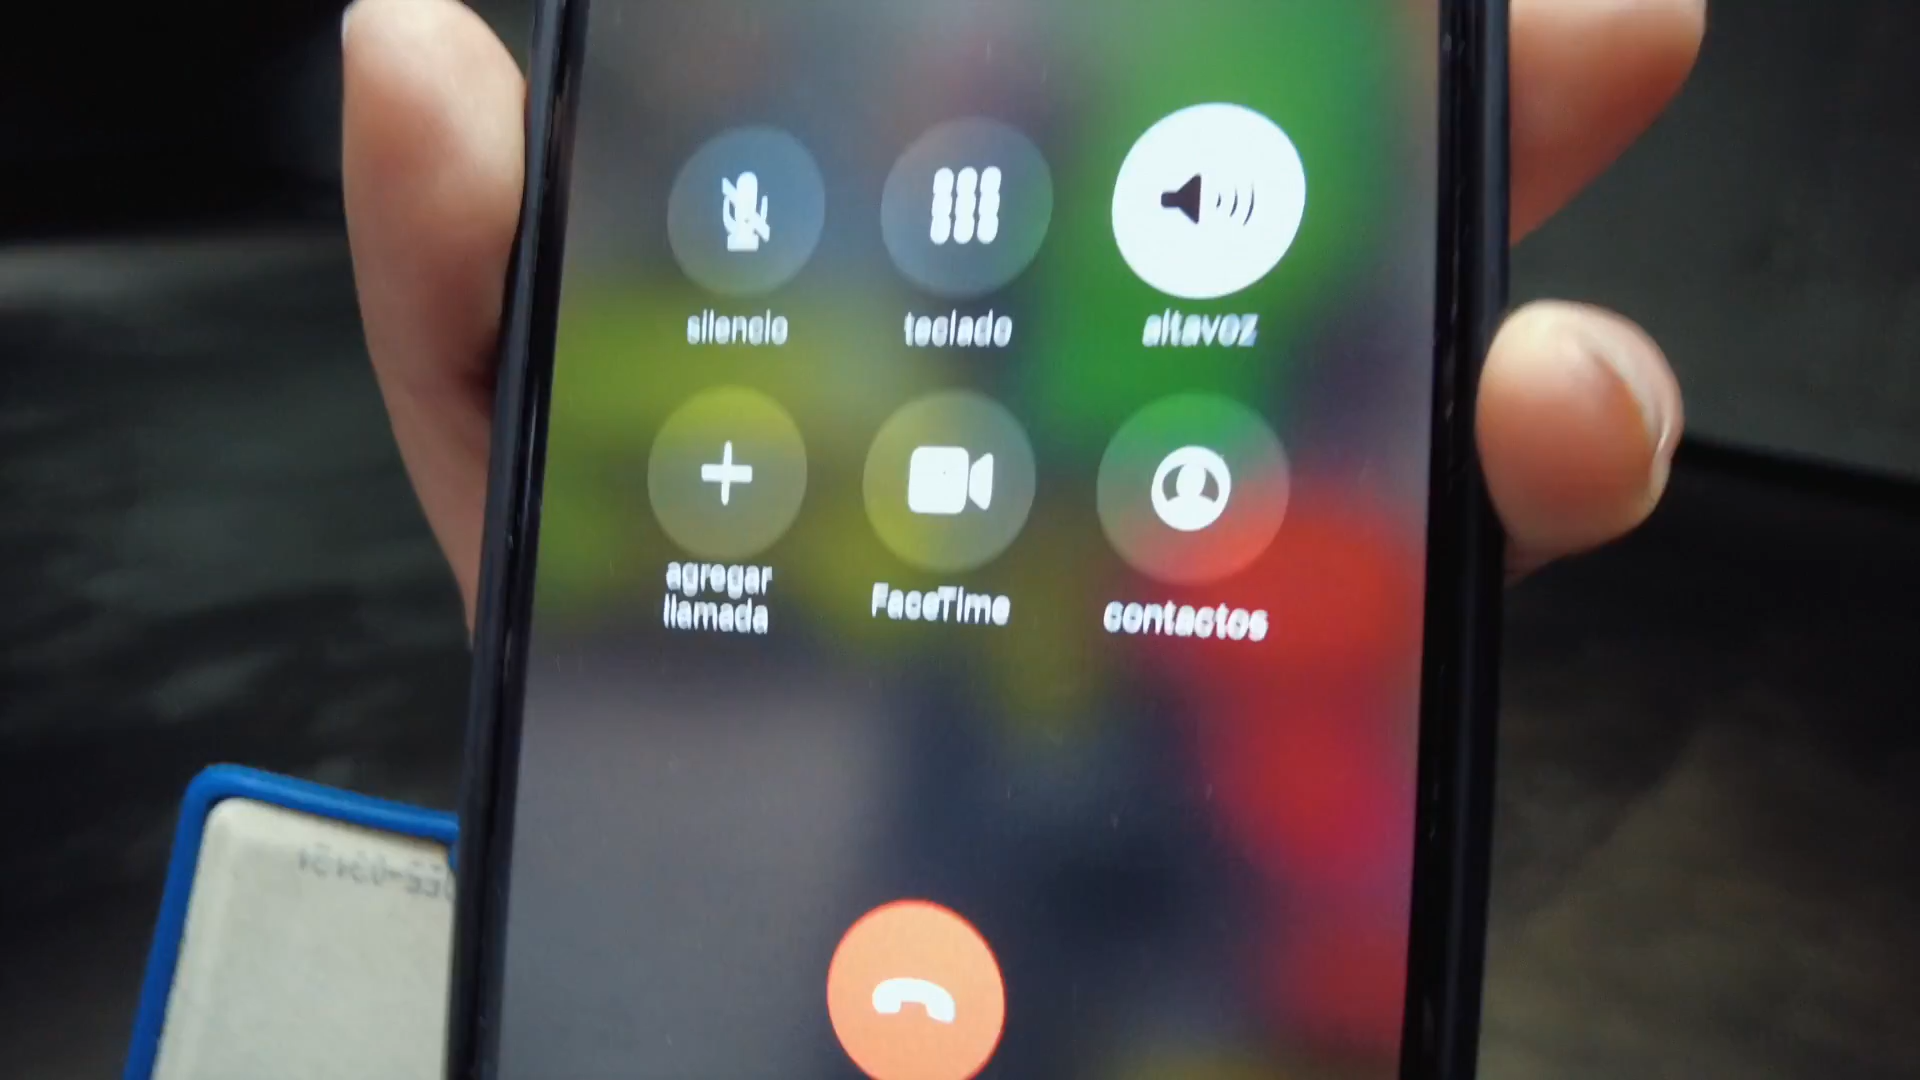 silencio
teclado
altavoz
agregar
llamada
FaceTime
contactos